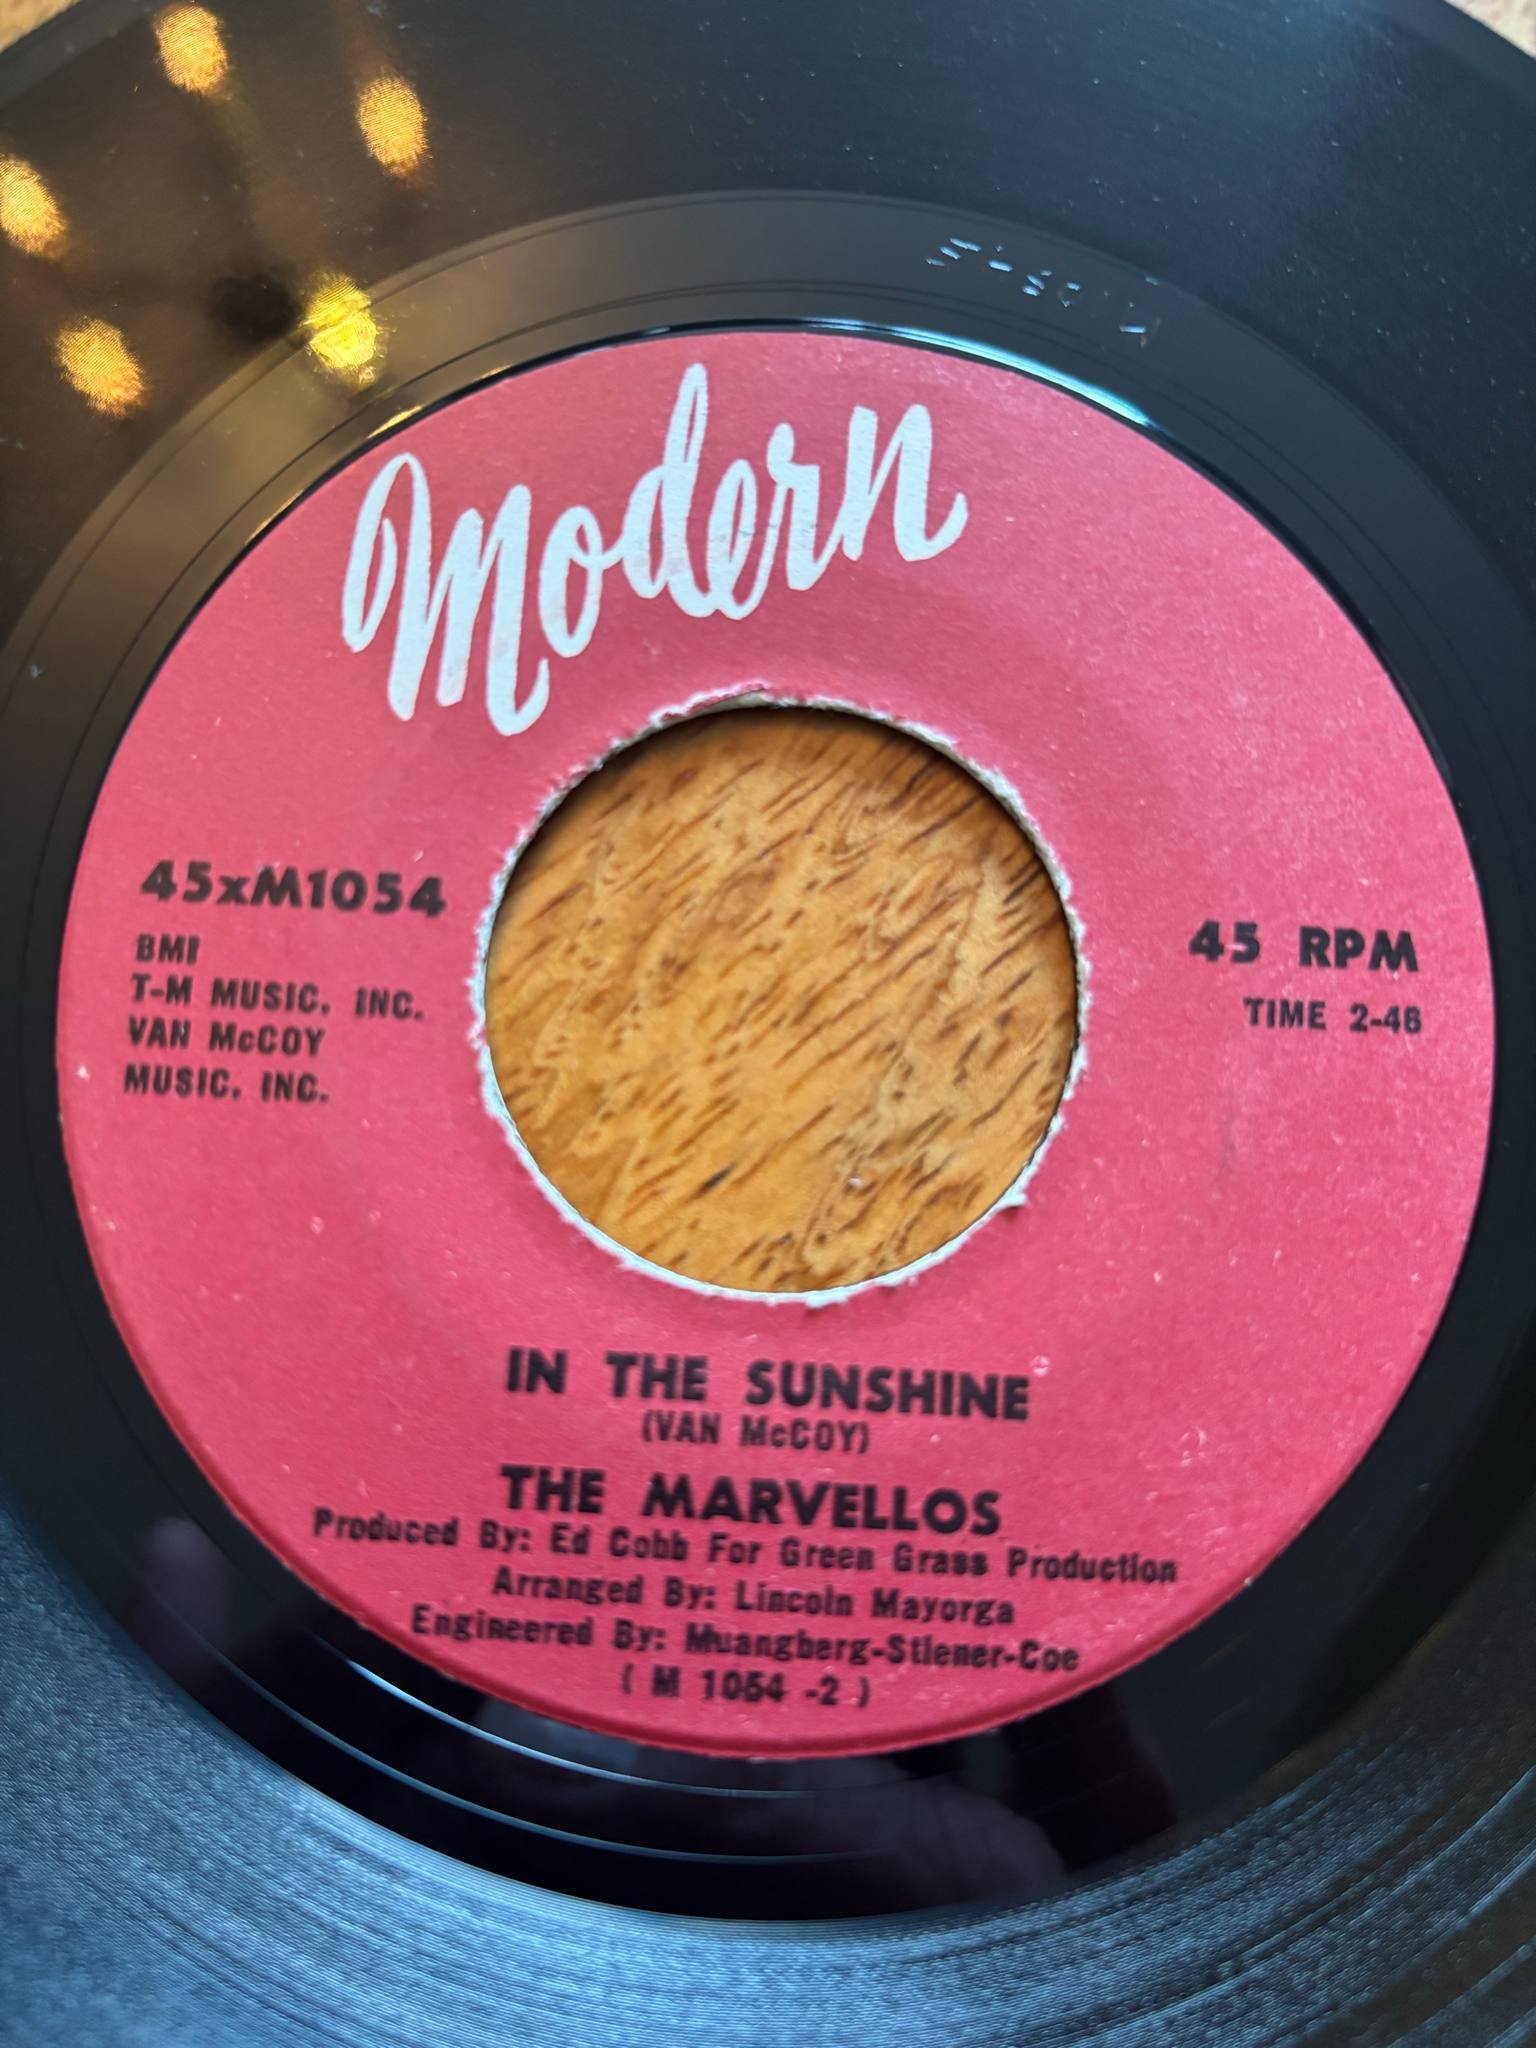 Modern
45xM1054
BMI
T-M MUSIC, INC.
VAN McCOY
MUSIC, INC.
45 RPM
TIME 2-46
IN THE SUNSHINE
(VAN McCOY)
THE MARVELLOS
Produced By: Ed Cobb For Green Grass Production
Arranged By: Lincoln Mayorga
Engineered By: Muangberg-Stiener-Coe
( M 1054 -2 )